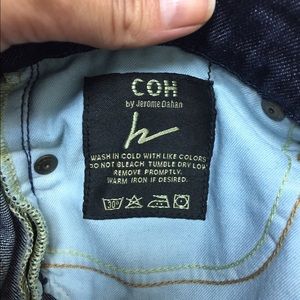 COH
by Jerome Dahan
WASH IN COLD WITH LIKE COLORS
DO NOT BLEACH TUMBLE DRY LOW
REMOVE PROMPTLY.
WARM IRON IF DESIRED.
30°